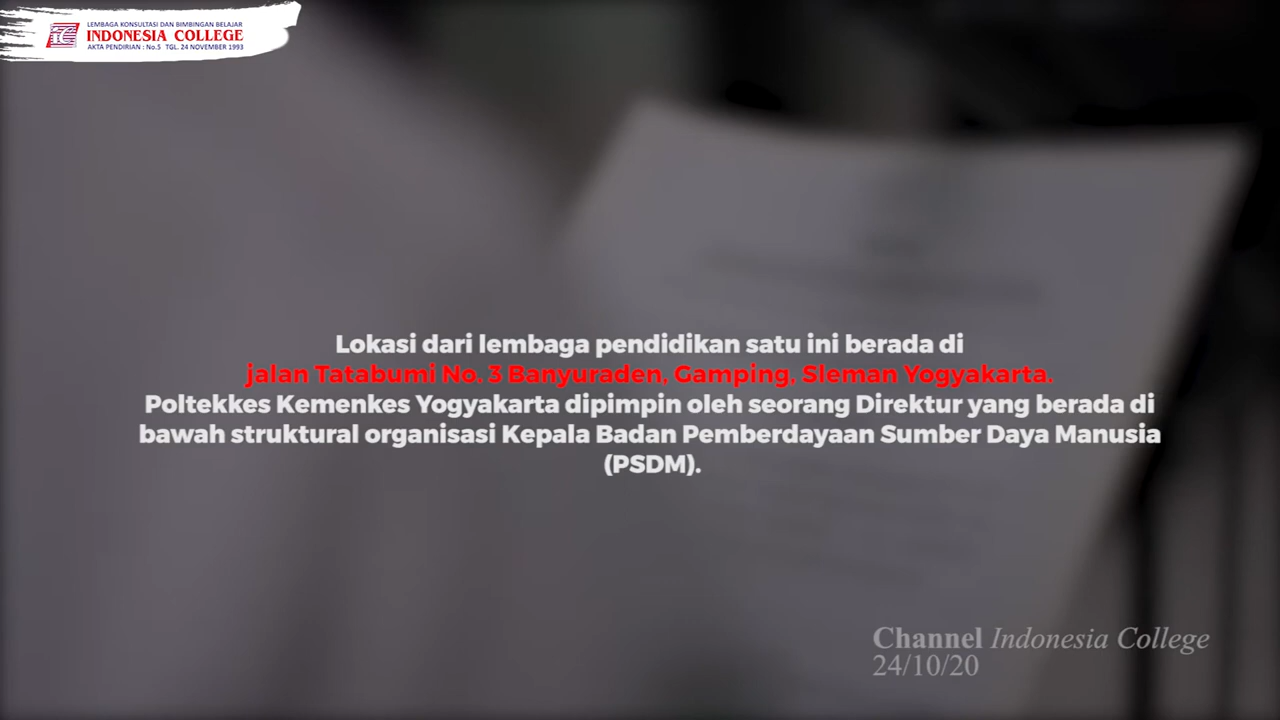 LEMBAGA KONSULTASI DAN BIMBINGAN BELAJAR
INDONESIA COLLEGE
AKTA PENDIRIAN : No.5 TGL. 24 NOVEMBER 1993
Lokasi dari lembaga pendidikan satu ini berada di
jalan Tatabumi No. 3 Banyuraden, Gamping, Sleman Yogyakarta.
Poltekkes Kemenkes Yogyakarta dipimpin oleh seorang Direktur yang berada di
bawah struktural organisasi Kepala Badan Pemberdayaan Sumber Daya Manusia
(PSDM).
Channel Indonesia College
24/10/20